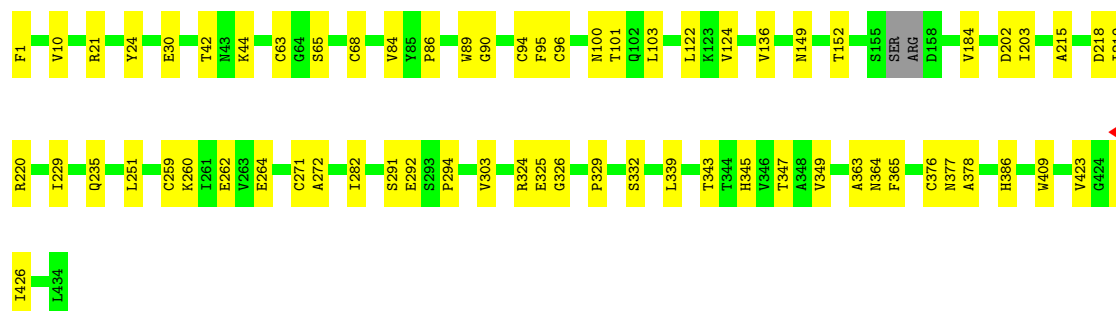 F1 V10 R21 Y24 E30 T42 N43 K44 C63 G64 S65 C68 V84 Y85 P86 W89 G90 C94 F95 C96 N100 T101 Q102 L103 L122 K123 V124 V136 N149 T152 S155 SER ARG D158 V184 D202 I203 A215 D218
R220 I229 Q235 L251 C259 K260 I261 E262 V263 E264 C271 A272 I282 S291 E292 S293 P294 V303 R324 E325 G326 P329 S332 L339 T343 T344 H345 V346 T347 A348 V349 A363 N364 F365 C376 N377 A378 H386 W409 V423 G424
I426 L434